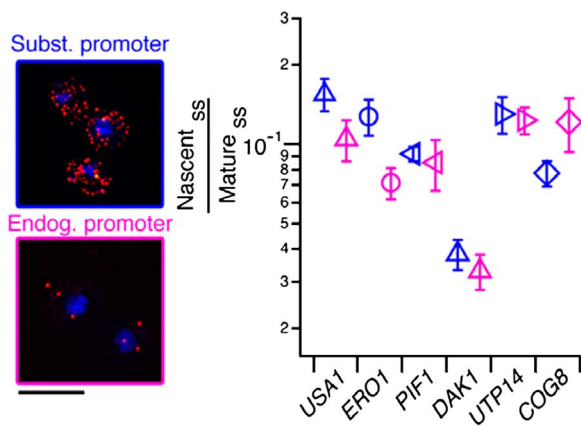 Subst. promoter
Endog. promoter
Nascent ss
Mature ss
3
2
10-1
9
8
7
6
5
4
3
2
USA1
ERO1
PIF1
DAK1
UTP14
COG8